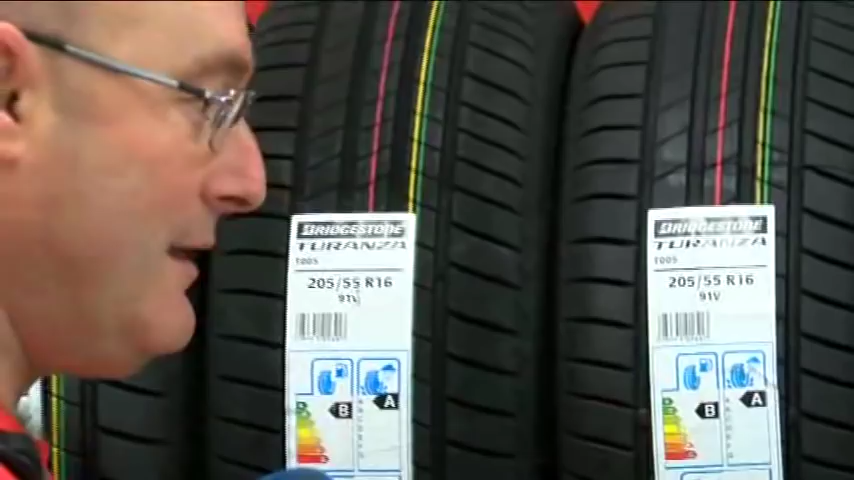 BRIDGESTONE
TURANZA
T005
205/55 R16
91V
B
A
BRIDGESTONE
TURANZA
T005
205/55 R16
91V
B
A